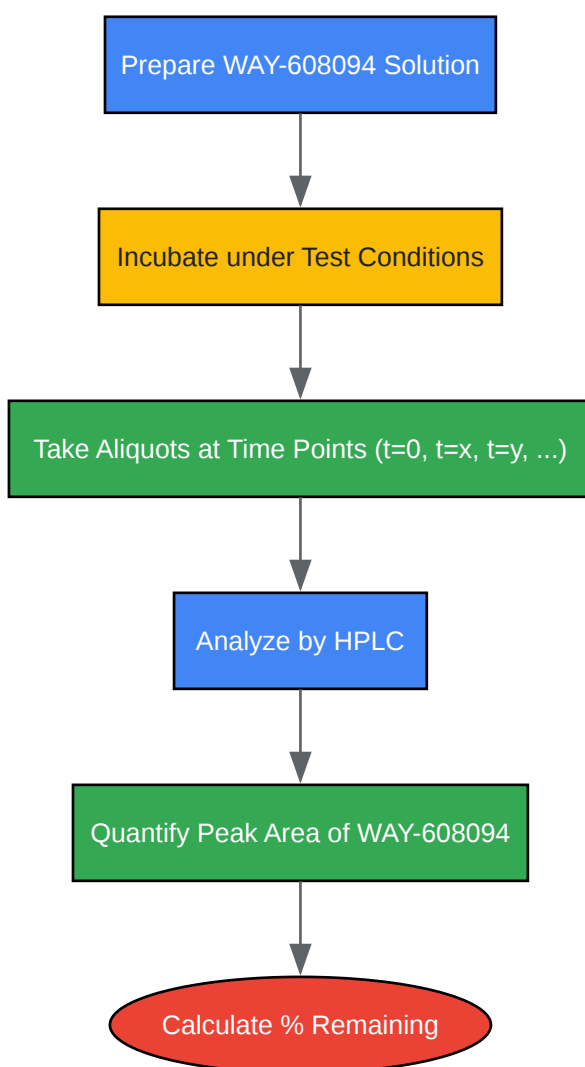 Prepare WAY-608094 Solution
Incubate under Test Conditions
Take Aliquots at Time Points (t=0, t=x, t=y, ...)
Analyze by HPLC
Quantify Peak Area of WAY-608094
Calculate % Remaining